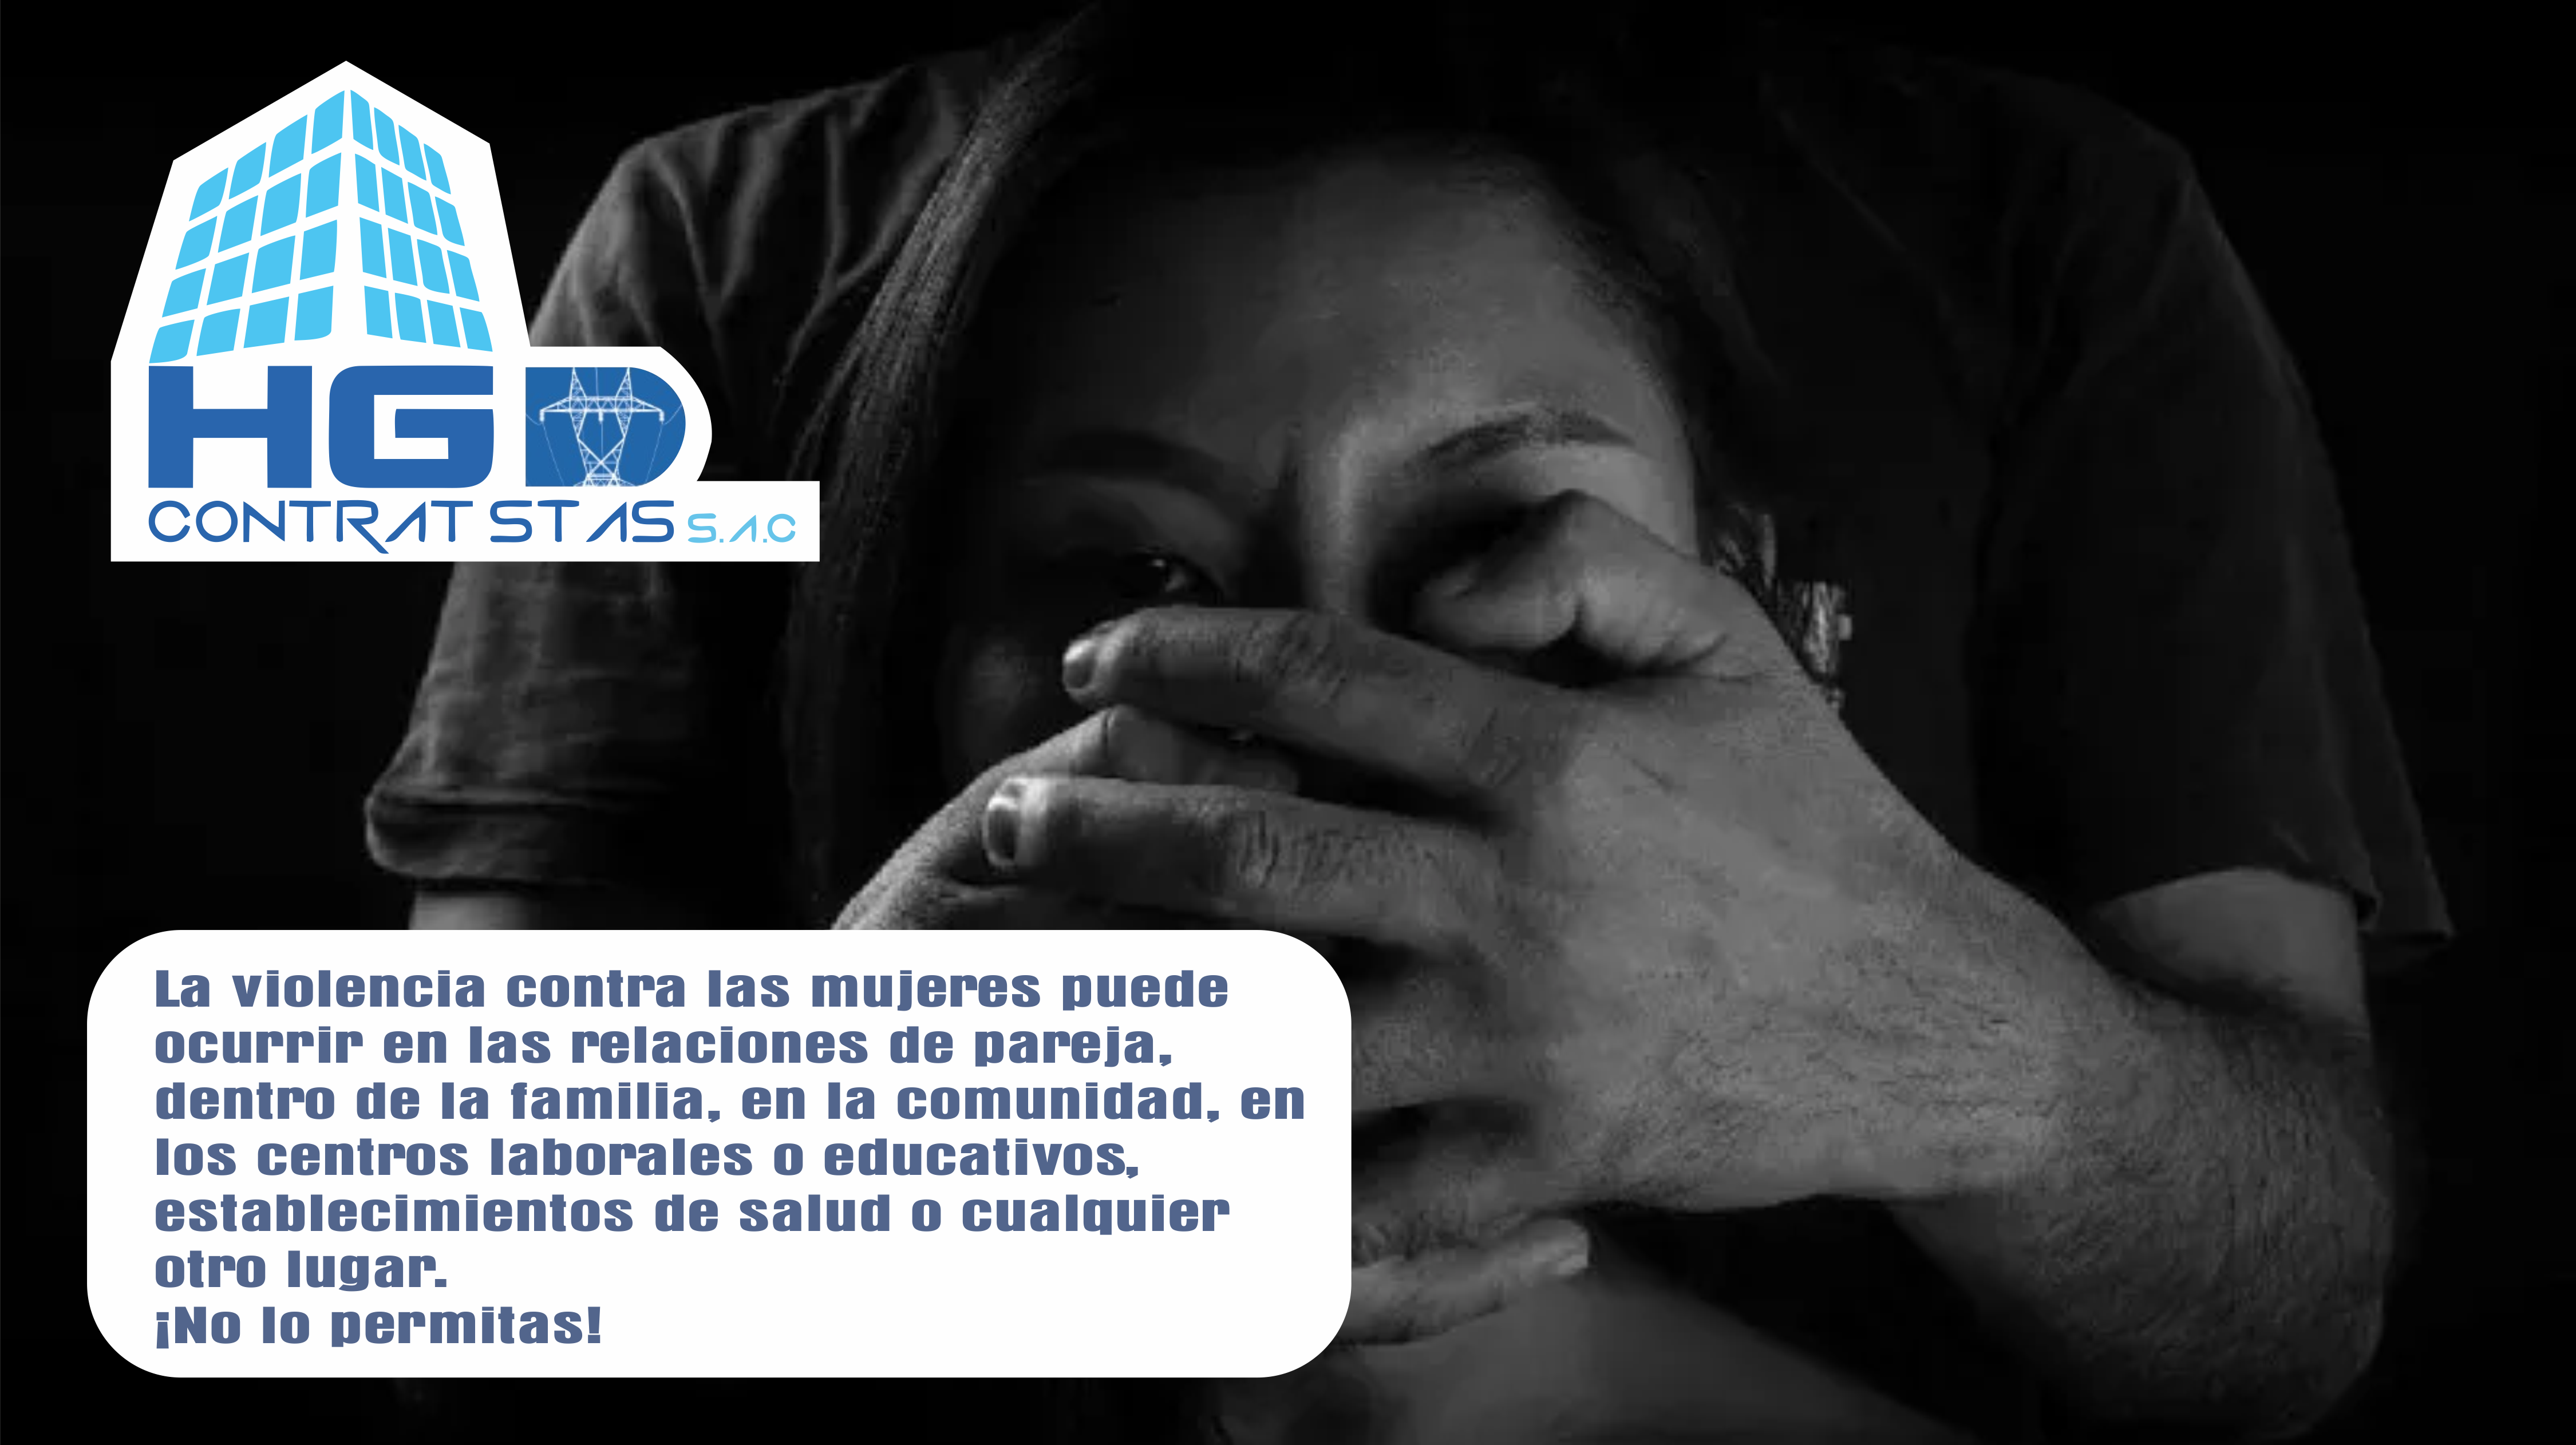 HGD
CONTRAT STAS S.A.C
La violencia contra las mujeres puede
ocurrir en las relaciones de pareja,
dentro de la familia, en la comunidad, en
los centros laborales o educativos,
establecimientos de salud o cualquier
otro lugar.
¡No lo permitas!